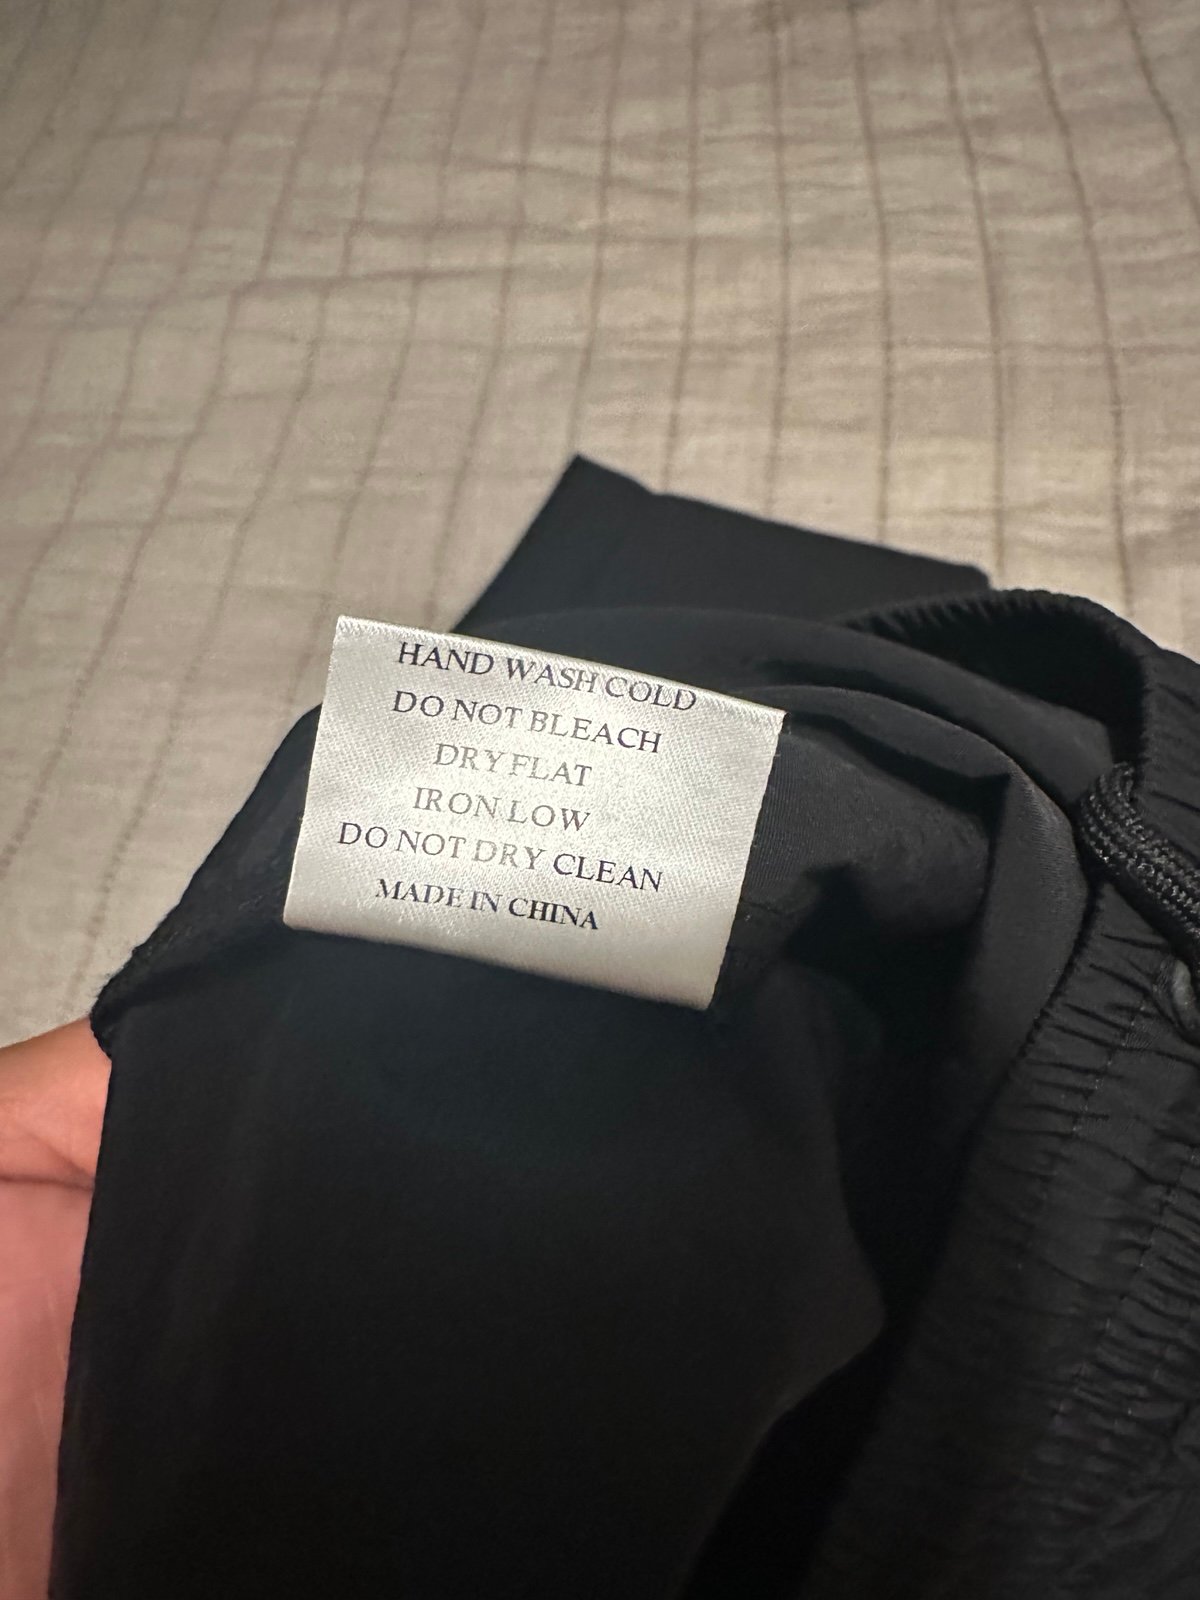 HAND WASH COLD
DO NOT BLEACH
DRY FLAT
IRON LOW
DO NOT DRY CLEAN
MADE IN CHINA